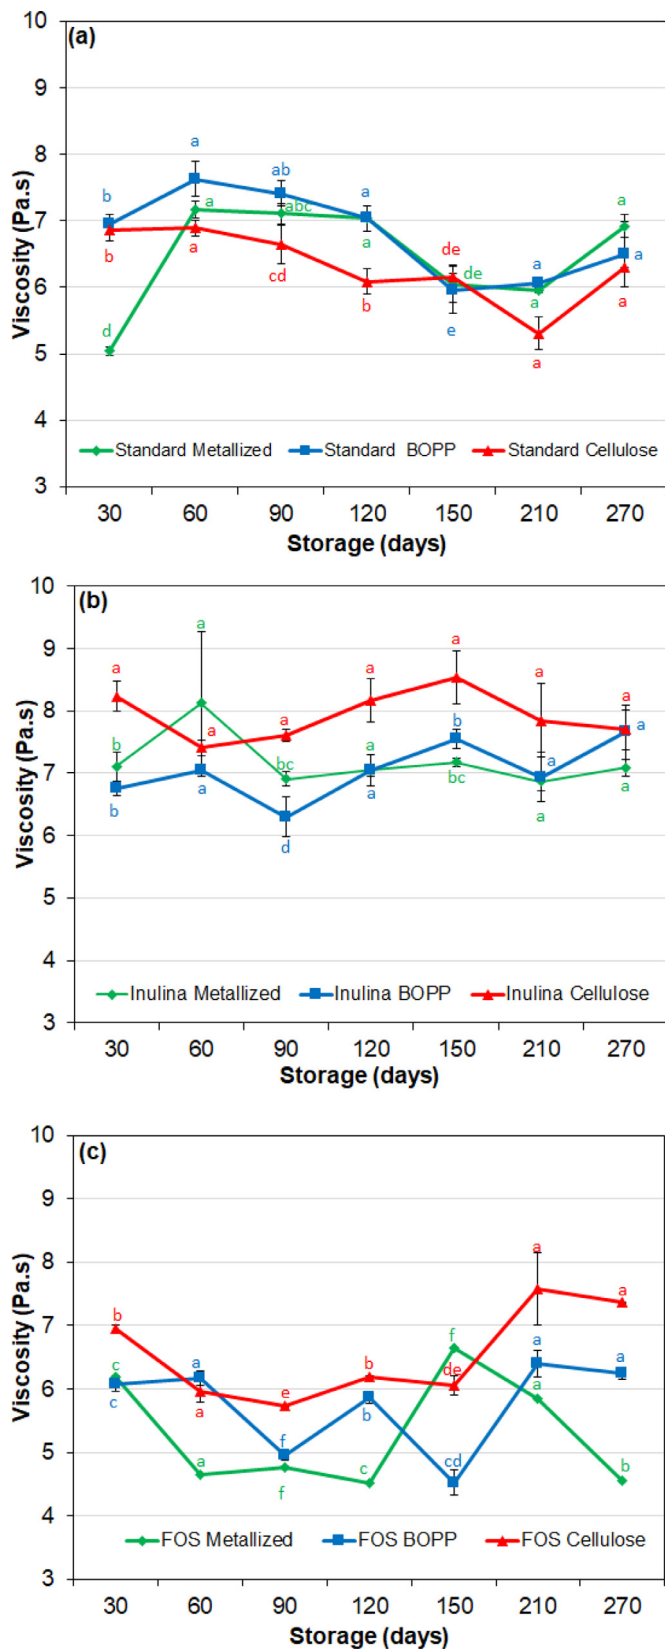 10
(a)
9
a
8
ab
a
b
a
abc
a
7
a
de
a
b
a
cd
b
de
a
a
a
6
e
a
d
5
4
Standard Metallized Standard BOPP Standard Cellulose
3
30 60 90 120 150 210 270
Storage (days)
Viscosity (Pa.s)
10
(b)
a
9
a
a
a
a
a
a
a
8
b
a
b
a
bc
a
7
bc
b
a
a
a
a
d
6
5
4
Inulina Metallized Inulina BOPP Inulina Cellulose
3
30 60 90 120 150 210 270
Storage (days)
Viscosity (Pa.s)
10
(c)
9
8
a
a
7
b
f
a
a
c
a
b
de
a
6
c
a
e
b
f
cd
5
a
c
b
f
4
FOS Metallized FOS BOPP FOS Cellulose
3
30 60 90 120 150 210 270
Storage (days)
Viscosity (Pa.s)